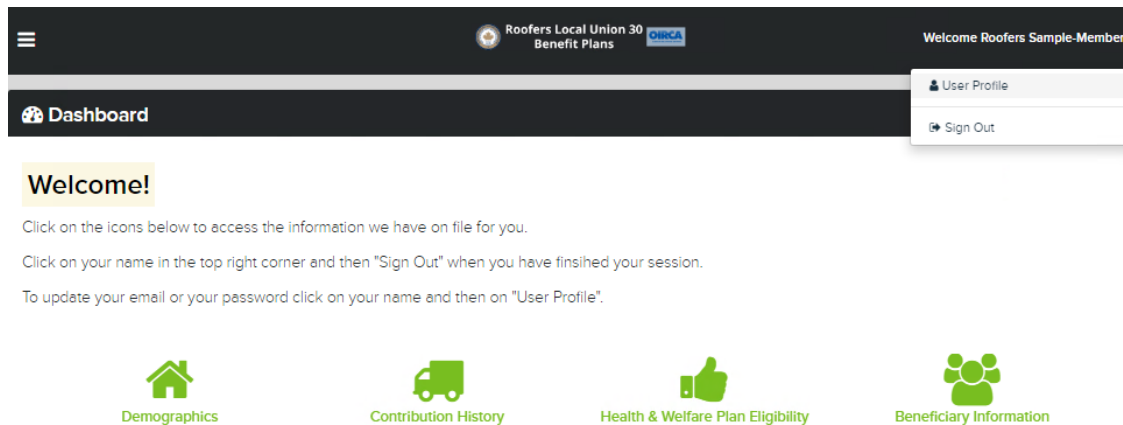 Roofers Local Union 30
Benefit Plans
OIRCA
Welcome Roofers Sample-Member
User Profile
Sign Out
Dashboard
Welcome!
Click on the icons below to access the information we have on file for you.
Click on your name in the top right corner and then "Sign Out" when you have finsihed your session.
To update your email or your password click on your name and then on "User Profile".
Demographics
Contribution History
Health & Welfare Plan Eligibility
Beneficiary Information